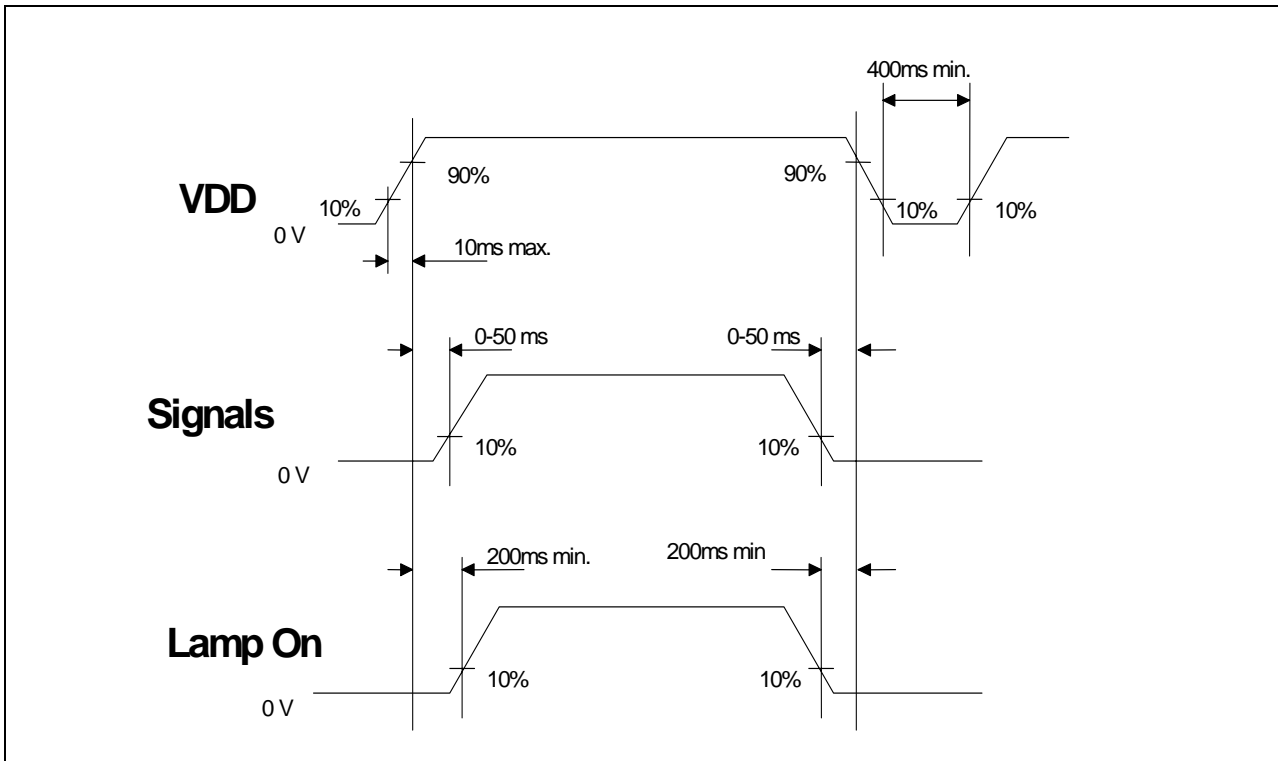 400ms min.
90%
90%
VDD
10%
10%
10%
0 V
10ms max.
0-50 ms
0-50 ms
Signals
10%
10%
0 V
200ms min.
200ms min
Lamp On
10%
10%
0 V